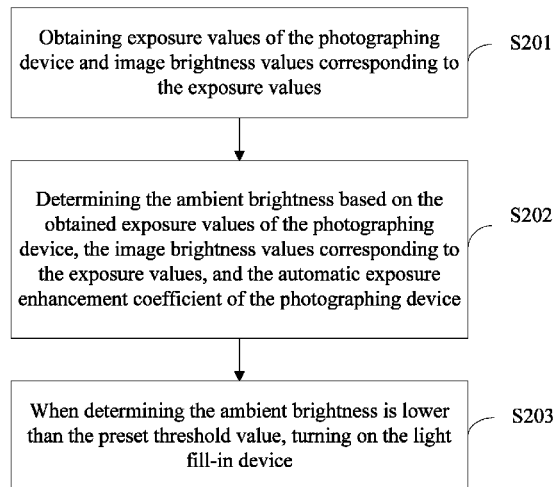 Obtaining exposure values of the photographing
device and image brightness values corresponding to
the exposure values
S201
Determining the ambient brightness based on the
obtained exposure values of the photographing
device, the image brightness values corresponding to
the exposure values, and the automatic exposure
enhancement coefficient of the photographing device
S202
When determining the ambient brightness is lower
than the preset threshold value, turning on the light
fill-in device
S203